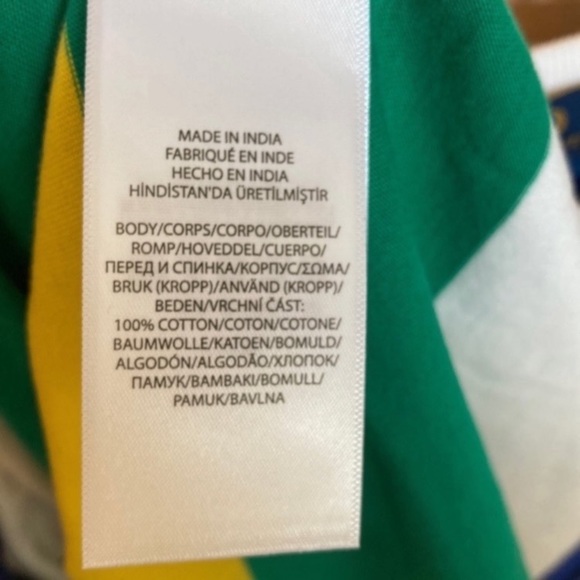 MADE IN INDIA
FABRIQUÉ EN INDE
HECHO EN INDIA
HİNDİSTAN'DA ÜRETİLMİŞTİR
BODY/CORPS/CORPO/OBERTEIL/
ROMP/HOVEDDEL/CUERPO/
ПЕРЕД И СПИНКА/КОРПУС/ΣΩΜΑ/
BRUK (KROPP)/ANVÄND (KROPP)/
BEDEN/VRCHNÍ ČÁST:
100% COTTON/COTON/COTONE/
BAUMWOLLE/KATOEN/BOMULD/
ALGODÓN/ALGODÃO/ХЛОПОК/
ПАМУК/ΒΑΜΒΑΚΙ/BOMULL/
PAMUK/BAVLNA